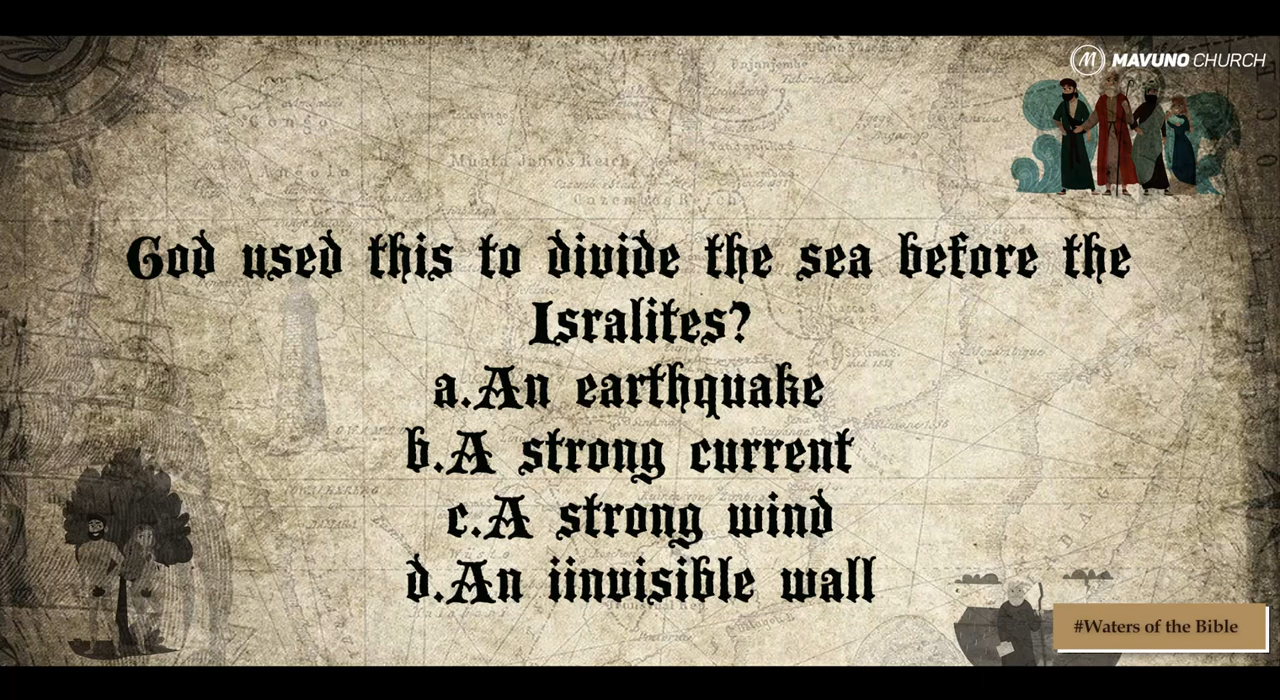 MAVUNO CHURCH
God used this to divide the sea before the
Isralites?
a.An earthquake
b.A strong current
c.A strong wind
d.An iinvisible wall
#Waters of the Bible